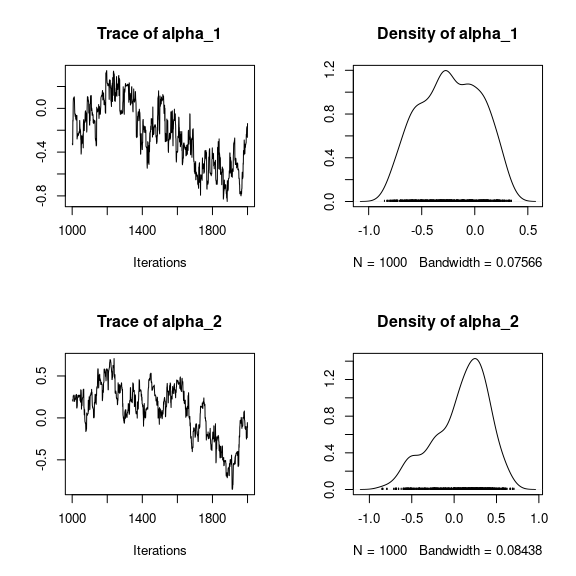 Trace of alpha_1
0.0
-0.4
-0.8
1000 1400 1800
Iterations
Density of alpha_1
1.2
0.8
0.4
0.0
-1.0 -0.5 0.0 0.5
N = 1000 Bandwidth = 0.07566
Trace of alpha_2
0.5
0.0
-0.5
1000 1400 1800
Iterations
Density of alpha_2
1.2
0.8
0.4
0.0
-1.0 -0.5 0.0 0.5 1.0
N = 1000 Bandwidth = 0.08438